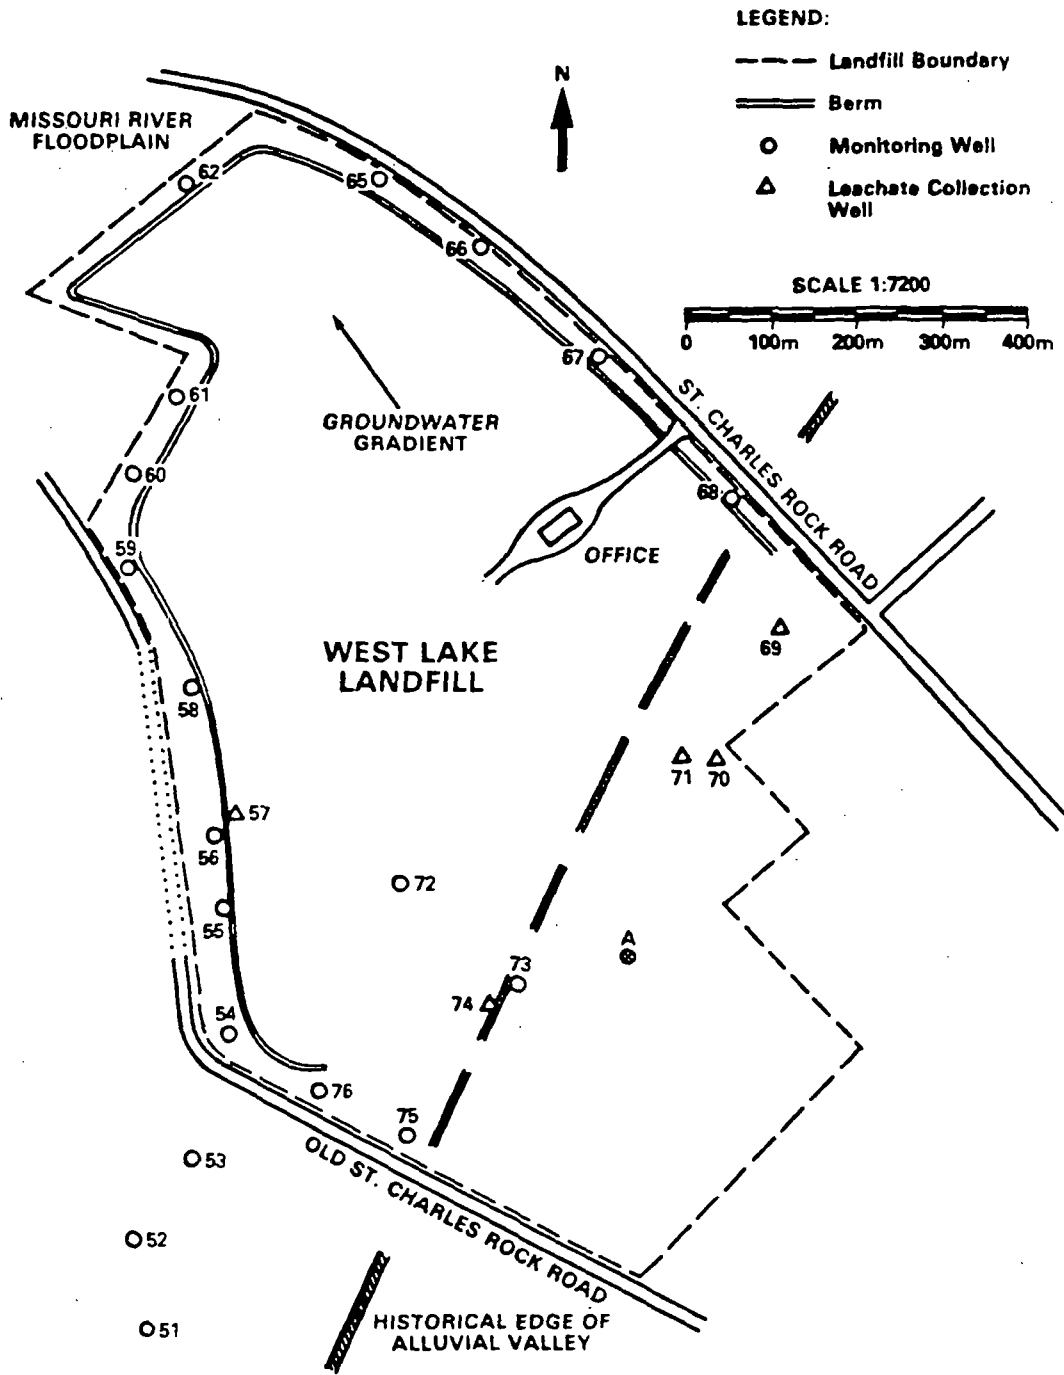 LEGEND:
Landfill Boundary
Berm
Monitoring Well
Leachate Collection
Well
N
MISSOURI RIVER
FLOODPLAIN
SCALE 1:7200
0 100m 200m 300m 400m
62
65
66
67
61
GROUNDWATER
GRADIENT
ST. CHARLES ROCK ROAD
60
68
59
OFFICE
69
WEST LAKE
LANDFILL
58
71 70
57
56
72
55
A
73
74
54
76
75
53
OLD ST. CHARLES ROCK ROAD
52
51
HISTORICAL EDGE OF
ALLUVIAL VALLEY